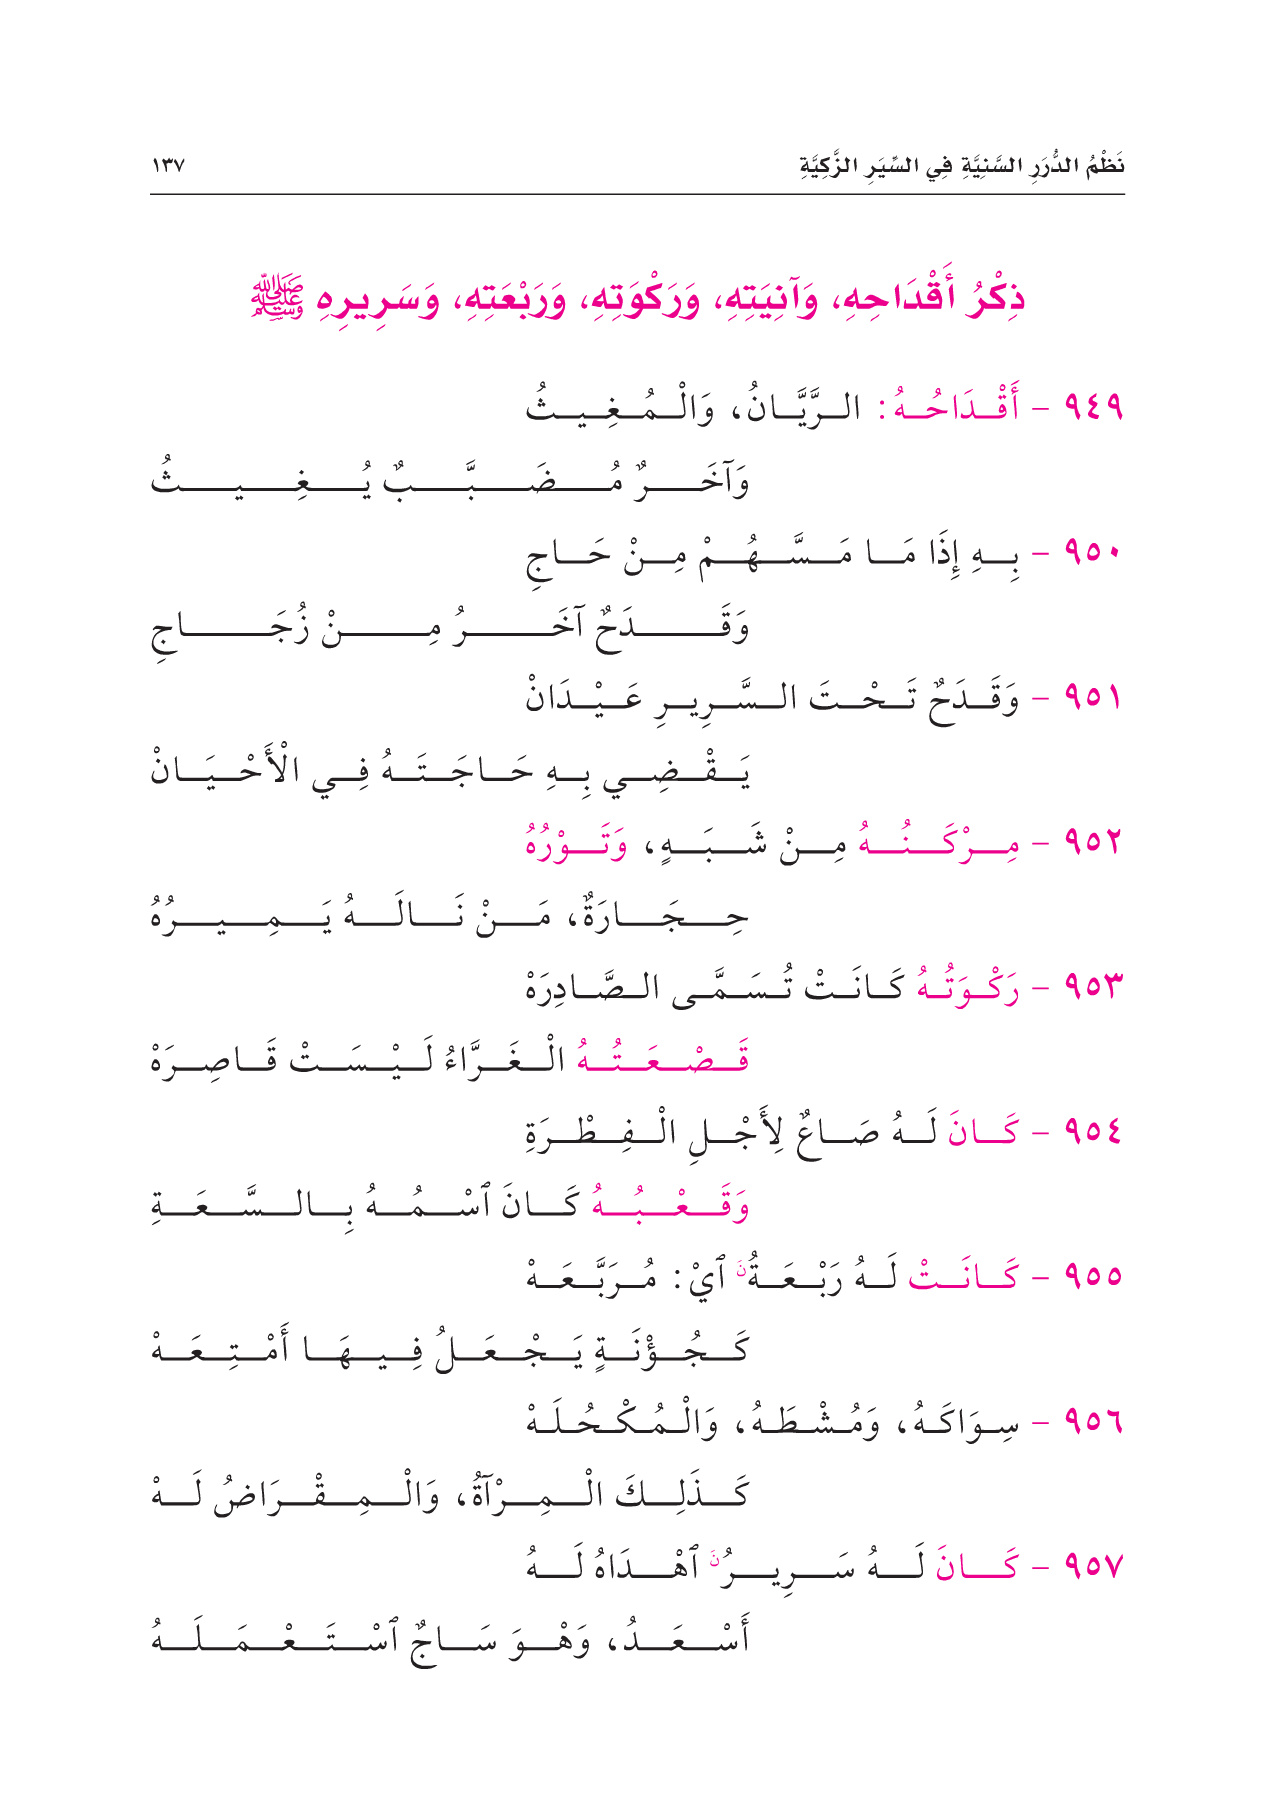 نَظْمُ الدُّرَرِ السَّنِيَّةِ فِي السِّيَرِ الزَّكِيَّةِ ١٣٧
ذِكْرُ أَقْدَاحِهِ، وَآنِيَتِهِ، وَرَكْوَتِهِ، وَرَبْعَتِهِ، وَسَرِيرِهِ ﷺ
٩٤٩ - أَقْدَاحُهُ: الرَّيَّانُ، وَالْمُغِيثُ
وَآخَرٌ مُضَبَّبٌ يُغِيثُ
٩٥٠ - بِهِ إِذَا مَا مَسَّهُمْ مِنْ حَاجِ
وَقَدَحٌ آخَرُ مِنْ زُجَاجِ
٩٥١ - وَقَدَحٌ تَحْتَ السَّرِيرِ عَيْدَانْ
يَقْضِي بِهِ حَاجَتَهُ فِي الْأَحْيَانْ
٩٥٢ - مِرْكَنُهُ مِنْ شَبَهٍ، وَتَوْرُهُ
حِجَارَةٌ، مَنْ نَالَهُ يَمِيرُهُ
٩٥٣ - رَكْوَتُهُ كَانَتْ تُسَمَّى الصَّادِرَهْ
قَصْعَتُهُ الْغَرَّاءُ لَيْسَتْ قَاصِرَهْ
٩٥٤ - كَانَ لَهُ صَاعٌ لِأَجْلِ الْفِطْرَةِ
وَقَعْبُهُ كَانَ ٱسْمُهُ بِالسَّعَةِ
٩٥٥ - كَانَتْ لَهُ رَبْعَةُنَ ٱيْ: مُرَبَّعَهْ
كَجُؤْنَةٍ يَجْعَلُ فِيهَا أَمْتِعَهْ
٩٥٦ - سِوَاكَهُ، وَمُشْطَهُ، وَالْمُكْحُلَهْ
كَذَلِكَ الْمِرْآةُ، وَالْمِقْرَاضُ لَهْ
٩٥٧ - كَانَ لَهُ سَرِيرُنَ ٱهْدَاهُ لَهُ
أَسْعَدُ، وَهْوَ سَاجٌ ٱسْتَعْمَلَهُ